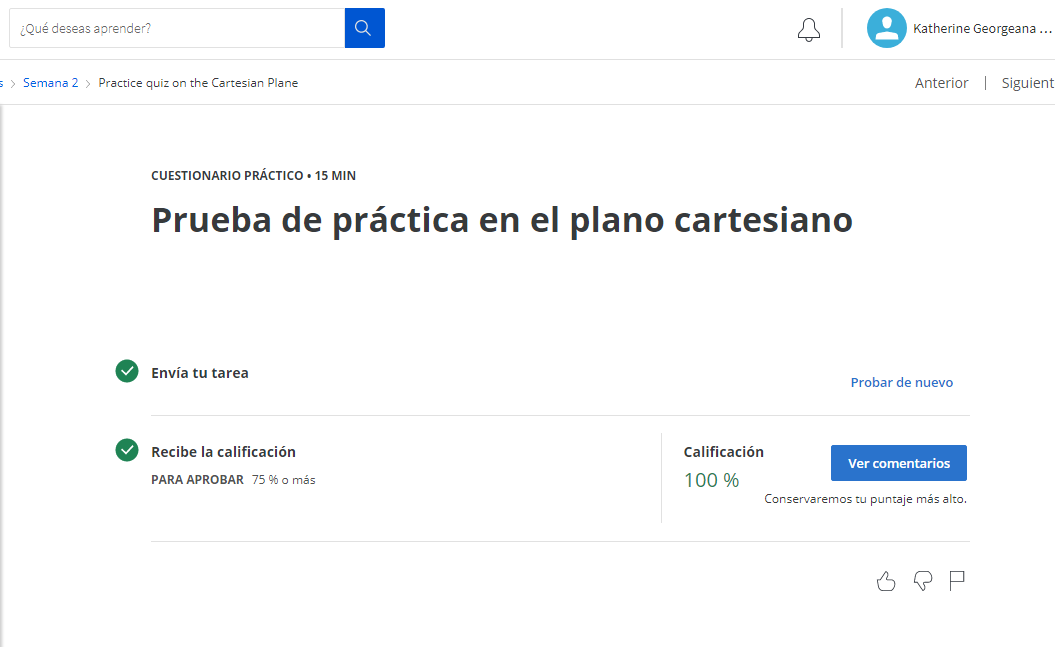 ¿Qué deseas aprender?
Katherine Georgeana ...
s > Semana 2 > Practice quiz on the Cartesian Plane
Anterior | Siguient
CUESTIONARIO PRÁCTICO • 15 MIN
Prueba de práctica en el plano cartesiano
Envía tu tarea
Probar de nuevo
Recibe la calificación
PARA APROBAR 75 % o más
Calificación
100 %
Ver comentarios
Conservaremos tu puntaje más alto.